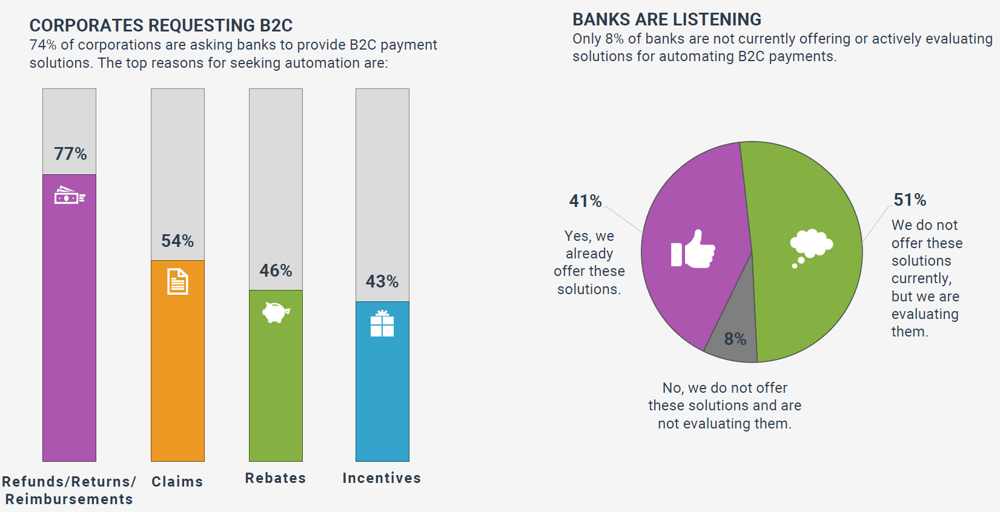 CORPORATES REQUESTING B2C
74% of corporations are asking banks to provide B2C payment
solutions. The top reasons for seeking automation are:
77%
54%
46%
43%
Refunds/Returns/
Reimbursements
Claims
Rebates
Incentives
BANKS ARE LISTENING
Only 8% of banks are not currently offering or actively evaluating
solutions for automating B2C payments.
41%
Yes, we
already
offer these
solutions.
51%
We do not
offer these
solutions
currently,
but we are
evaluating
them.
8%
No, we do not offer
these solutions and are
not evaluating them.